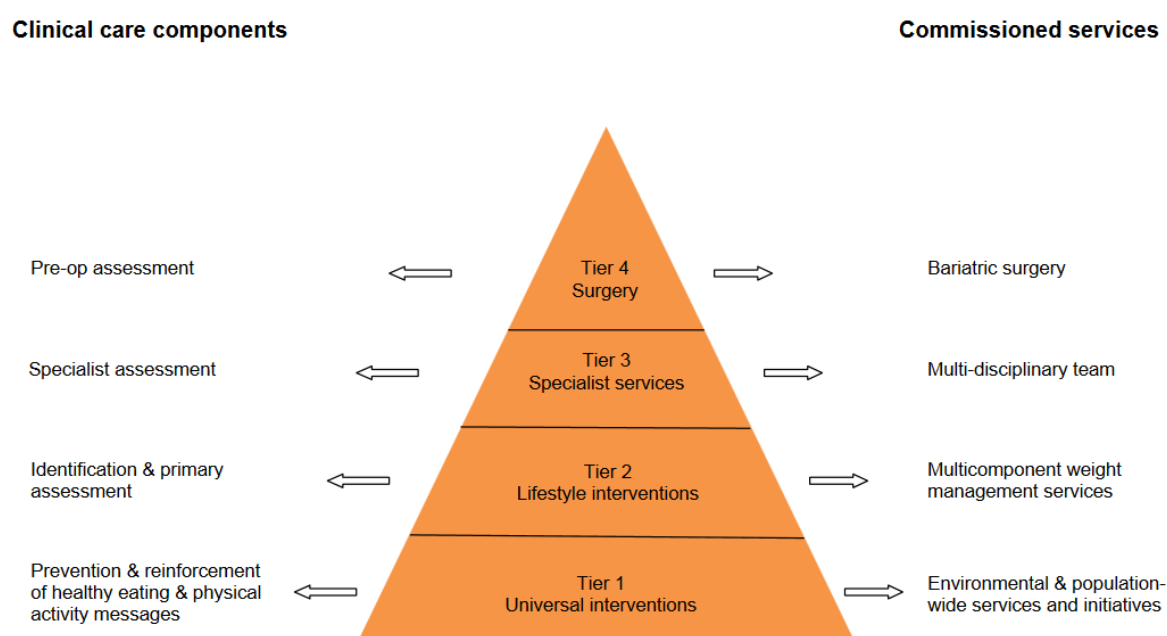 Clinical care components
Commissioned services
Pre-op assessment
Tier 4
Surgery
Bariatric surgery
Specialist assessment
Tier 3
Specialist services
Multi-disciplinary team
Identification & primary
assessment
Tier 2
Lifestyle interventions
Multicomponent weight
management services
Prevention & reinforcement
of healthy eating & physical
activity messages
Tier 1
Universal interventions
Environmental & population-
wide services and initiatives